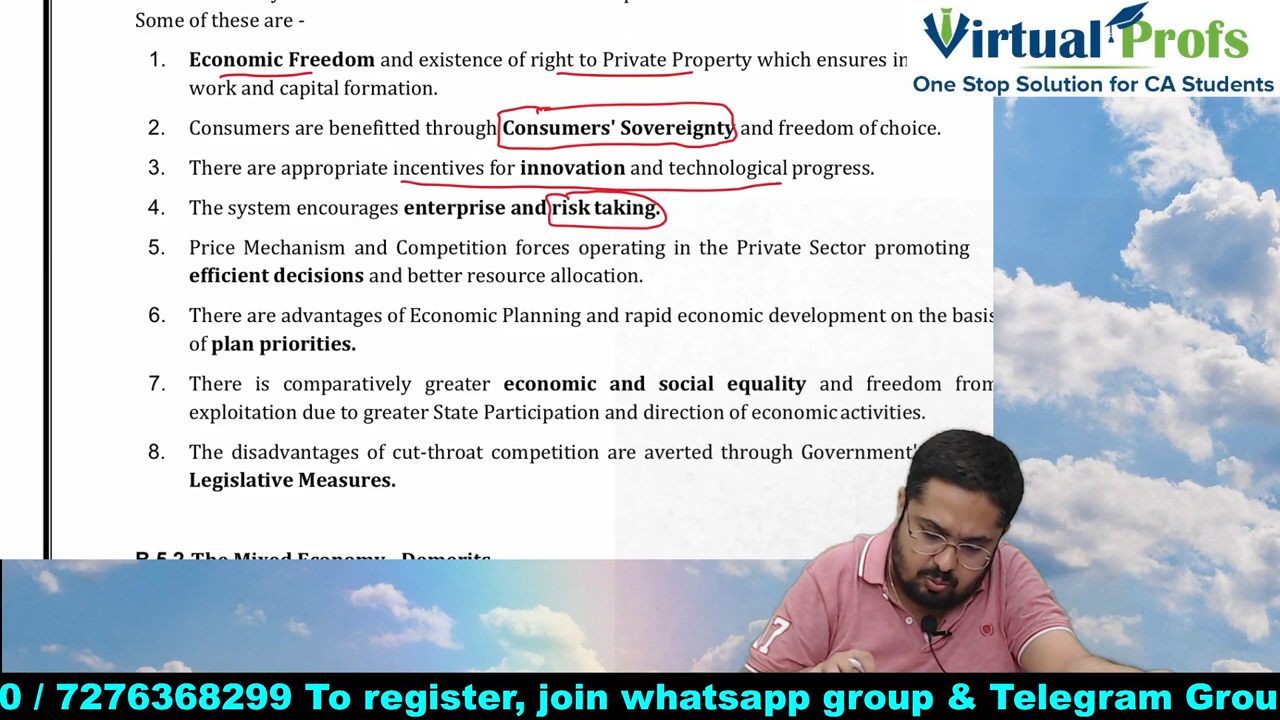 Some of these are -
1. Economic Freedom and existence of right to Private Property which ensures in
work and capital formation.
2. Consumers are benefitted through Consumers' Sovereignty and freedom of choice.
3. There are appropriate incentives for innovation and technological progress.
4. The system encourages enterprise and risk taking.
5. Price Mechanism and Competition forces operating in the Private Sector promoting
efficient decisions and better resource allocation.
6. There are advantages of Economic Planning and rapid economic development on the basis
of plan priorities.
7. There is comparatively greater economic and social equality and freedom from
exploitation due to greater State Participation and direction of economic activities.
8. The disadvantages of cut-throat competition are averted through Government'
Legislative Measures.
B.5.2 The Mixed Economy - Demerits
Virtual Profs
One Stop Solution for CA Students
17
0 / 7276368299 To register, join whatsapp group & Telegram Grou